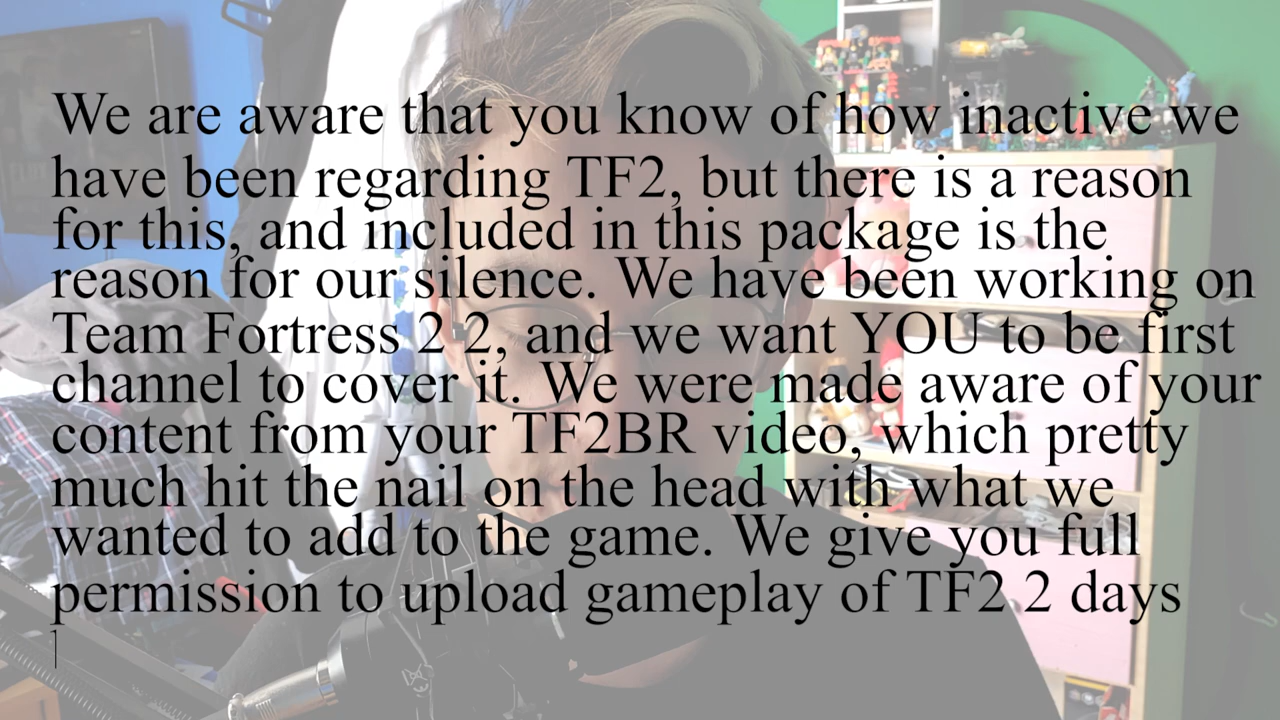 We are aware that you know of how inactive we
have been regarding TF2, but there is a reason
for this, and included in this package is the
reason for our silence. We have been working on
Team Fortress 2 2, and we want YOU to be first
channel to cover it. We were made aware of your
content from your TF2BR video, which pretty
much hit the nail on the head with what we
wanted to add to the game. We give you full
permission to upload gameplay of TF2 2 days